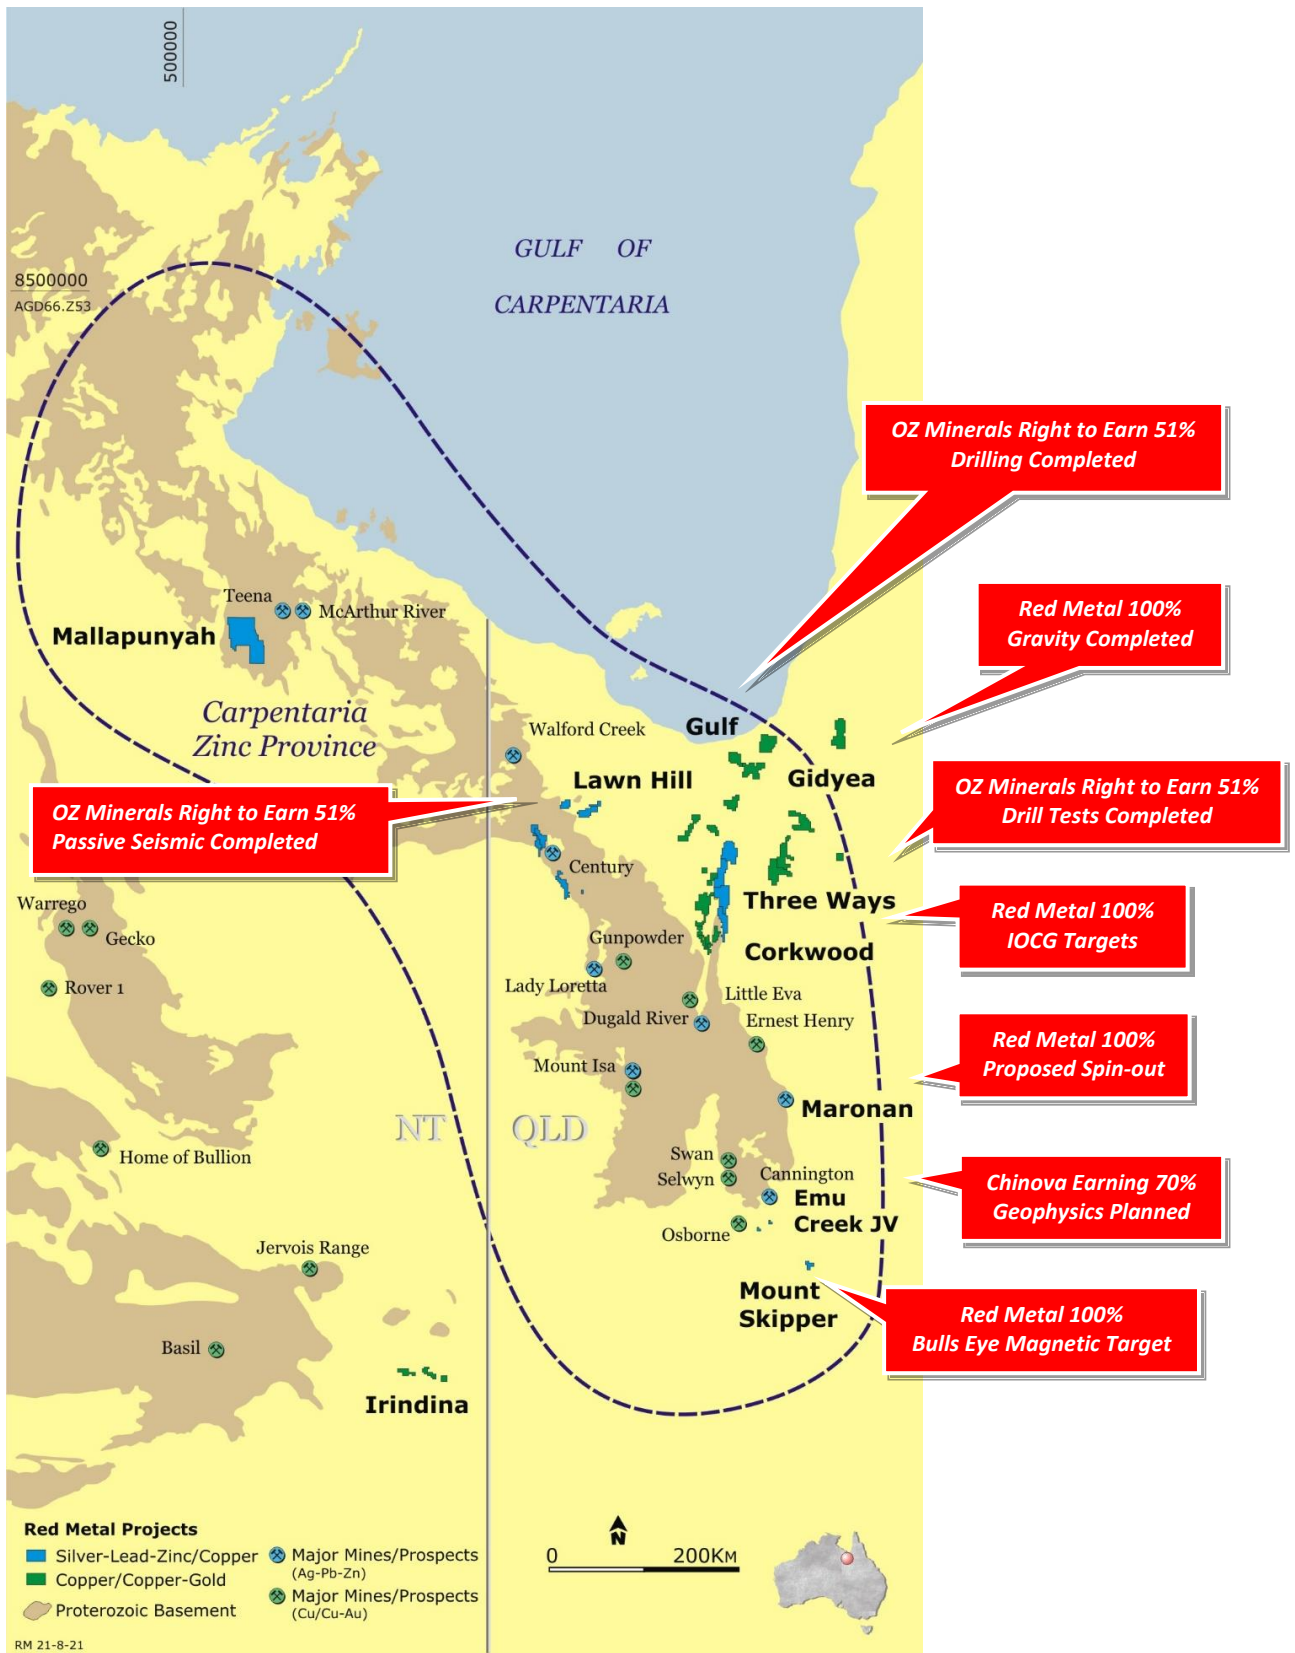 500000
GULF OF
CARPENTARIA
8500000
AGD66.Z53
OZ Minerals Right to Earn 51%
Drilling Completed
Teena
McArthur River
Mallapunyah
Red Metal 100%
Gravity Completed
Carpentaria
Zinc Province
Walford Creek
Gulf
Lawn Hill
Gidyea
OZ Minerals Right to Earn 51%
Passive Seismic Completed
OZ Minerals Right to Earn 51%
Drill Tests Completed
Century
Three Ways
Warrego
Gecko
Gunpowder
Corkwood
Red Metal 100%
IOCG Targets
Rover 1
Lady Loretta
Little Eva
Dugald River
Ernest Henry
Mount Isa
Red Metal 100%
Proposed Spin-out
Maronan
NT
QLD
Home of Bullion
Swan
Selwyn
Cannington
Emu
Creek JV
Chinova Earning 70%
Geophysics Planned
Osborne
Jervois Range
Mount
Skipper
Red Metal 100%
Bulls Eye Magnetic Target
Basil
Irindina
Red Metal Projects
Silver-Lead-Zinc/Copper
Copper/Copper-Gold
Proterozoic Basement
Major Mines/Prospects
(Ag-Pb-Zn)
Major Mines/Prospects
(Cu/Cu-Au)
N
0 200KM
RM 21-8-21